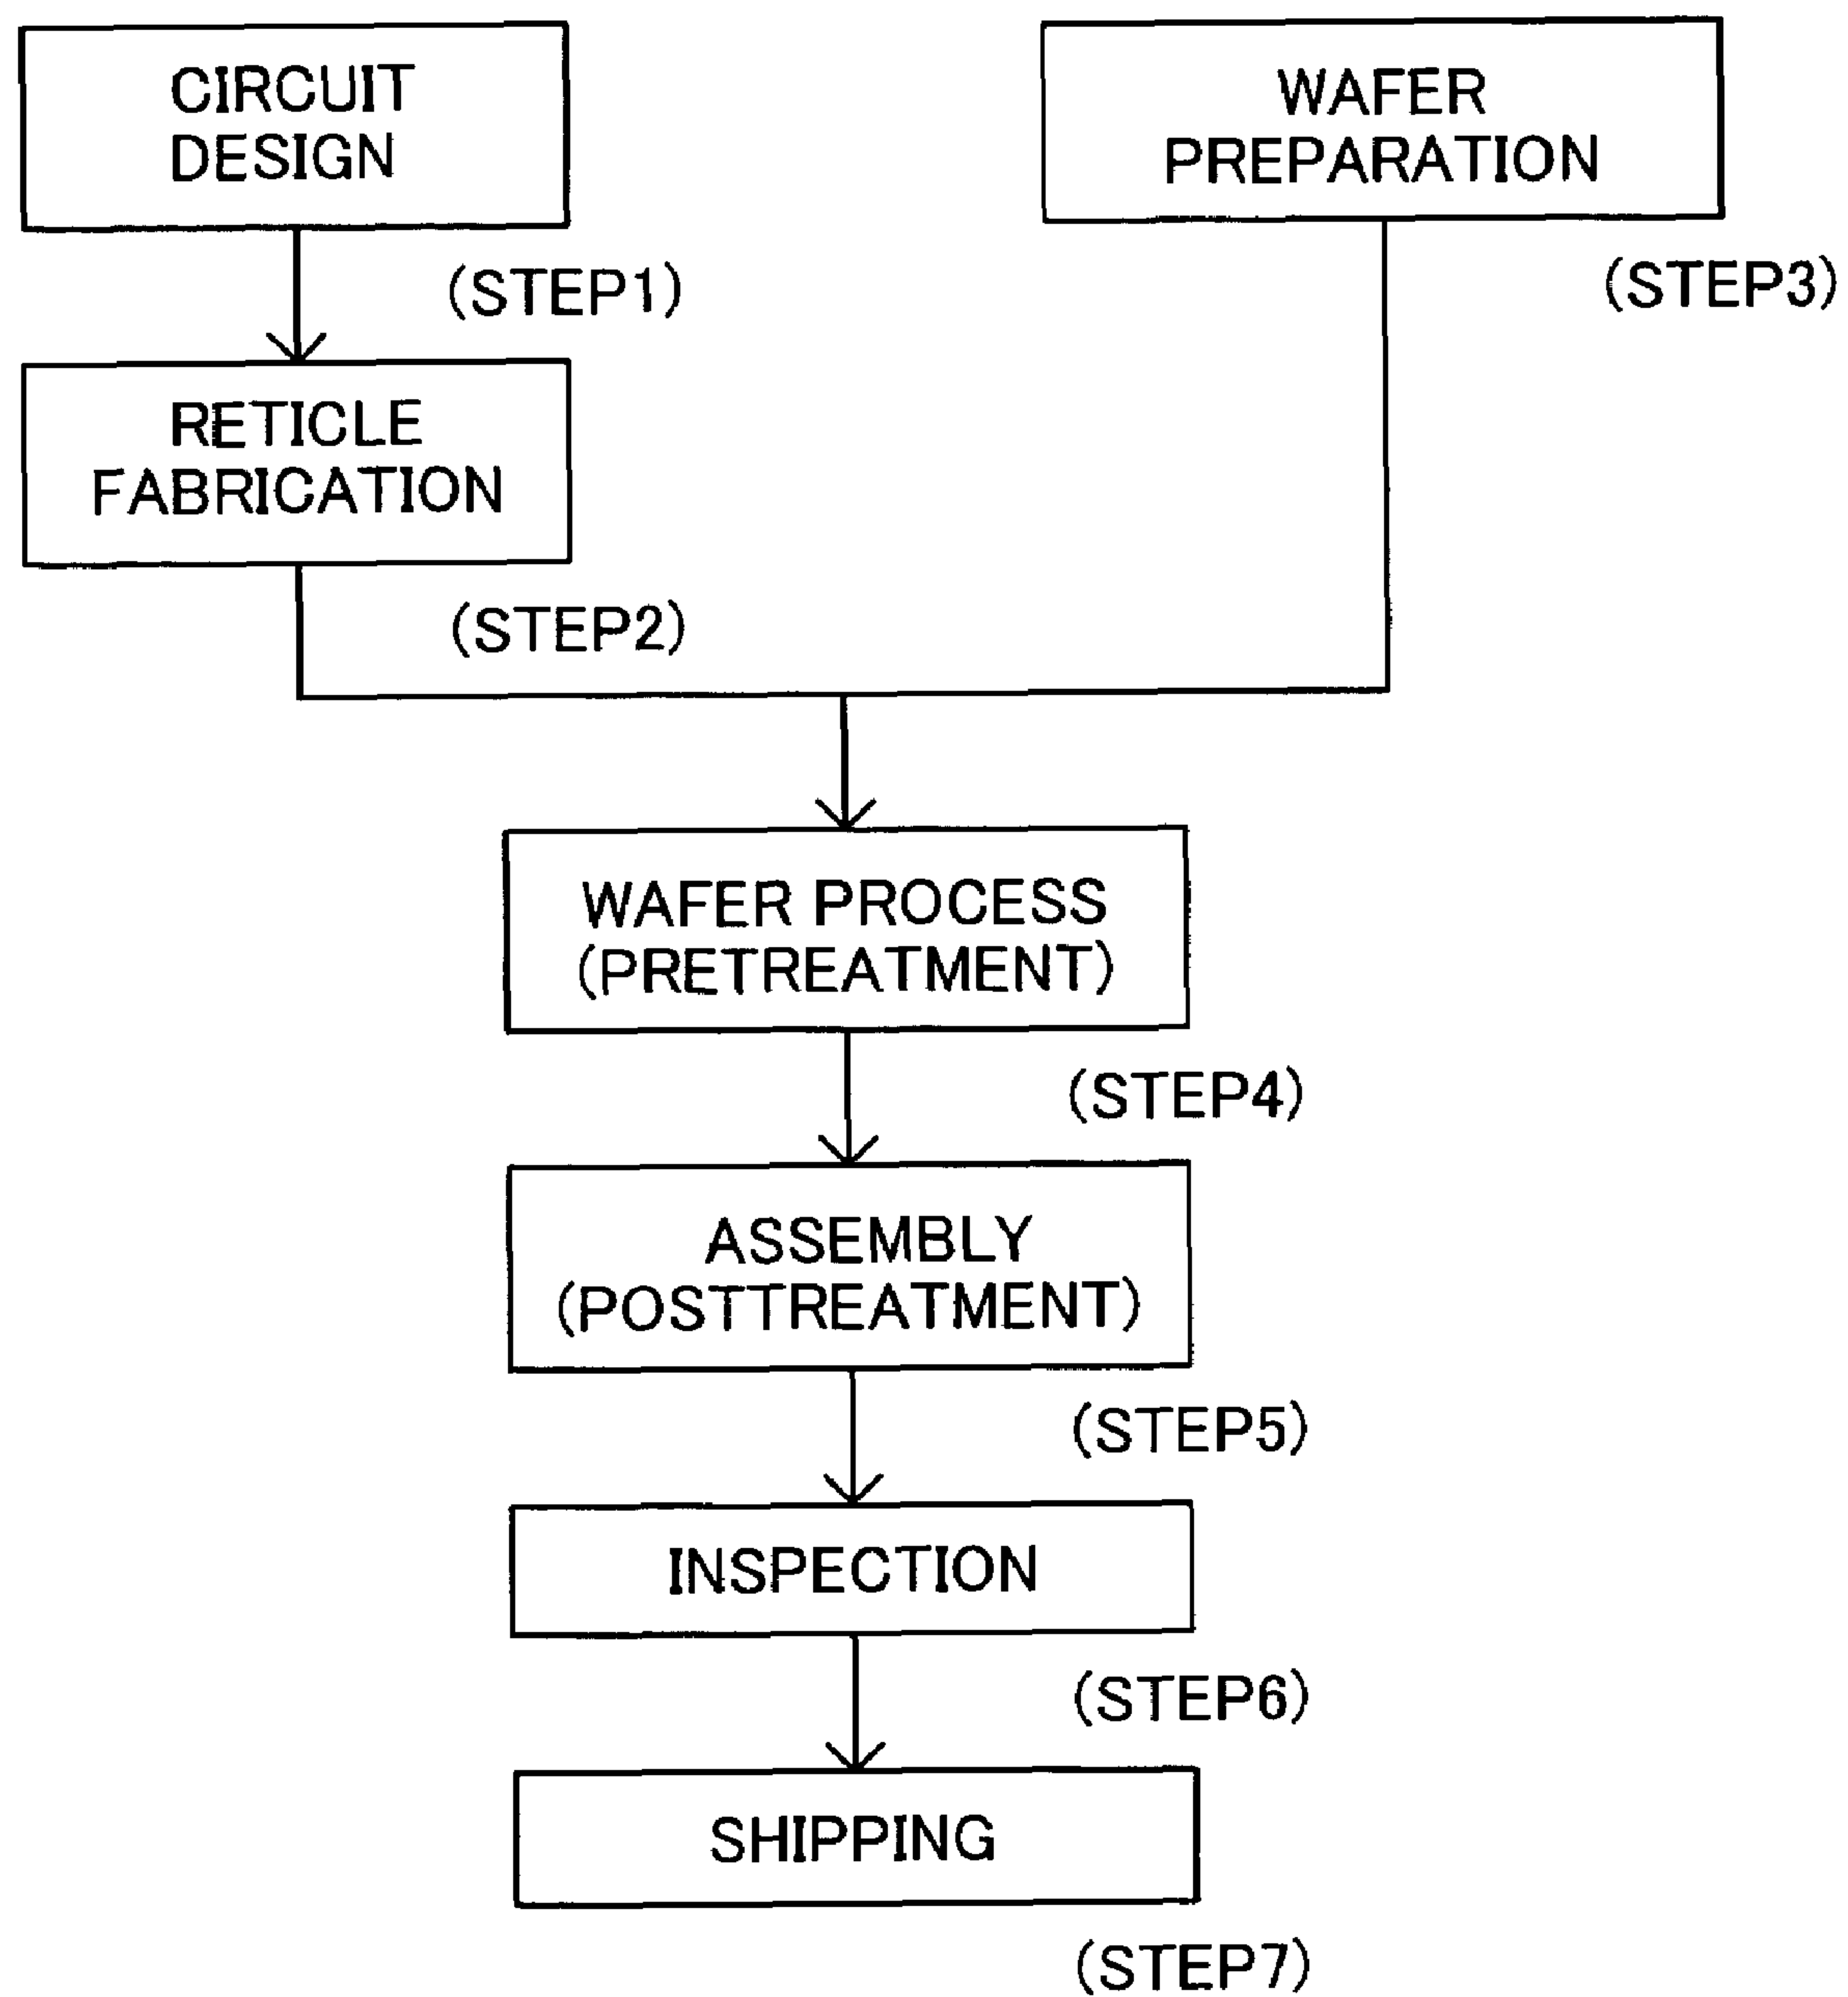 CIRCUIT
DESIGN
(STEP1)
RETICLE
FABRICATION
(STEP2)
WAFER
PREPARATION
(STEP3)
WAFER PROCESS
(PRETREATMENT)
(STEP4)
ASSEMBLY
(POSTTREATMENT)
(STEP5)
INSPECTION
(STEP6)
SHIPPING
(STEP7)